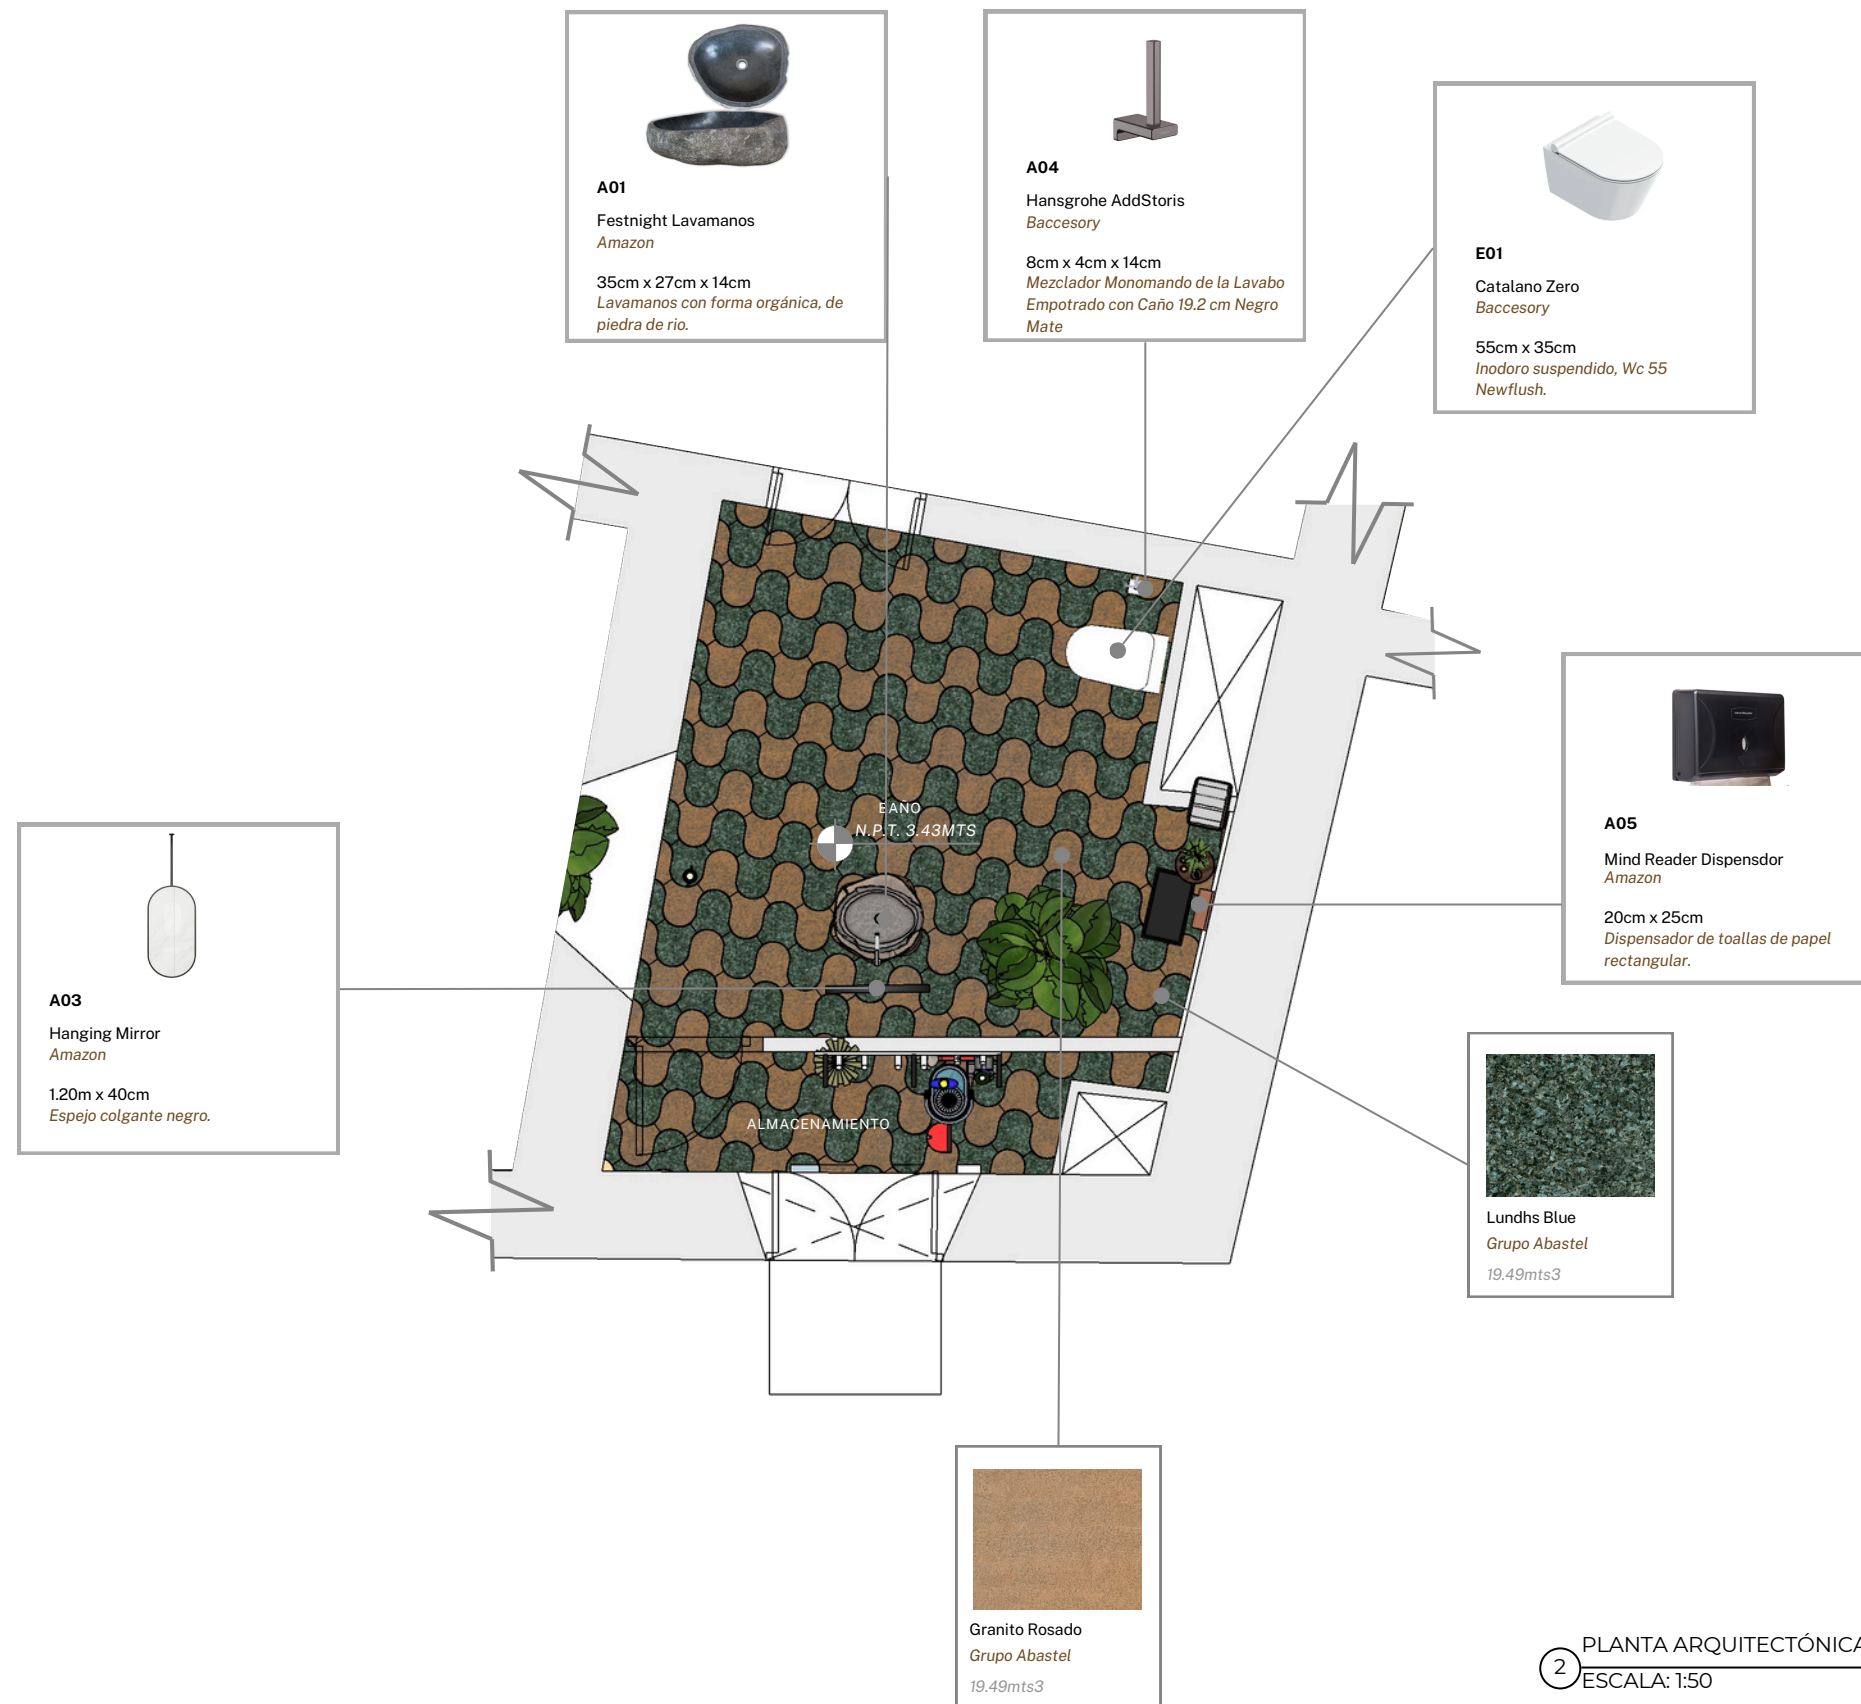 A01
Festnight Lavamanos
Amazon
35cm x 27cm x 14cm
Lavamanos con forma orgánica, de
piedra de rio.
A04
Hansgrohe AddStoris
Baccesory
8cm x 4cm x 14cm
Mezclador Monomando de la Lavabo
Empotrado con Caño 19.2 cm Negro
Mate
E01
Catalano Zero
Baccesory
55cm x 35cm
Inodoro suspendido, Wc 55
Newflush.
A05
Mind Reader Dispensdor
Amazon
20cm x 25cm
Dispensador de toallas de papel
rectangular.
BAÑO
N.P.T. 3.43MTS
A03
Hanging Mirror
Amazon
1.20m x 40cm
Espejo colgante negro.
ALMACENAMIENTO
Lundhs Blue
Grupo Abastel
19.49mts3
Granito Rosado
Grupo Abastel
19.49mts3
2
PLANTA ARQUITECTÓNICA
ESCALA: 1:50